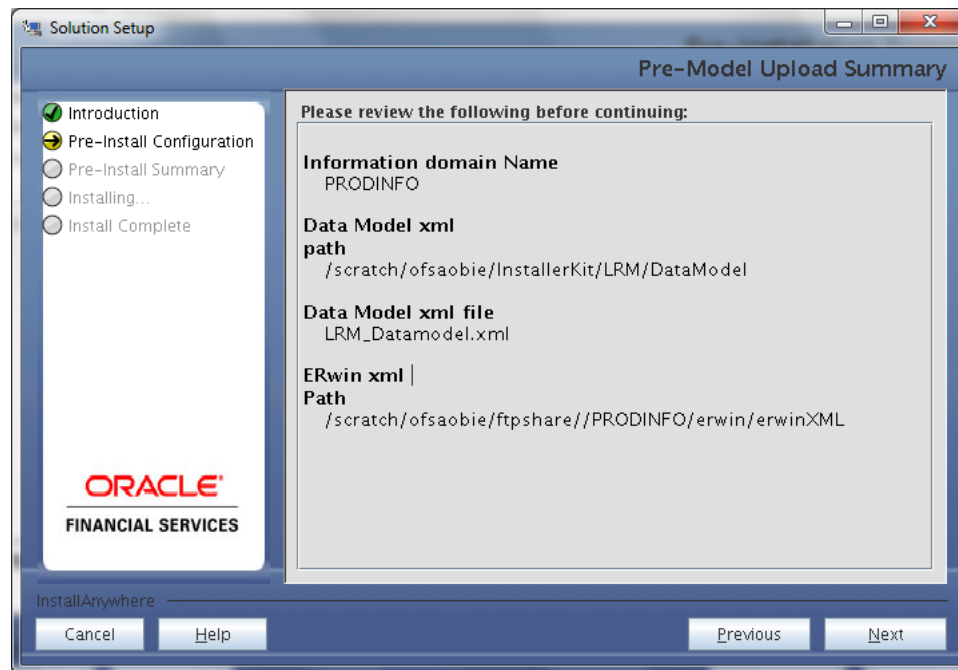 Solution Setup
Pre-Model Upload Summary
Introduction
Pre-Install Configuration
Pre-Install Summary
Installing...
Install Complete
ORACLE'
FINANCIAL SERVICES
Please review the following before continuing:
Information domain Name
PRODINFO
Data Model xml
path
/scratch/ofsaobie/InstallerKit/LRM/DataModel
Data Model xml file
LRM_Datamodel.xml
ERwin xml
Path
/scratch/ofsaobie/ftpshare//PRODINFO/erwin/erwinXML
InstallAnywhere
Cancel
Help
Previous
Next